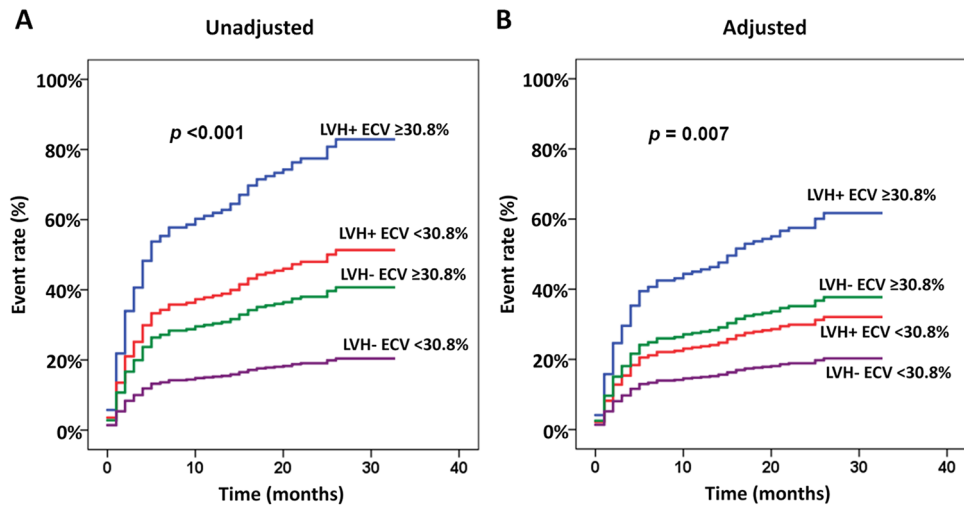 A
Unadjusted
100%
80%
60%
40%
20%
0%
Event rate (%)
p <0.001
LVH+ ECV ≥30.8%
LVH+ ECV <30.8%
LVH- ECV ≥30.8%
LVH- ECV <30.8%
0 10 20 30 40
Time (months)
B
Adjusted
100%
80%
60%
40%
20%
0%
Event rate (%)
p = 0.007
LVH+ ECV ≥30.8%
LVH- ECV ≥30.8%
LVH+ ECV <30.8%
LVH- ECV <30.8%
0 10 20 30 40
Time (months)